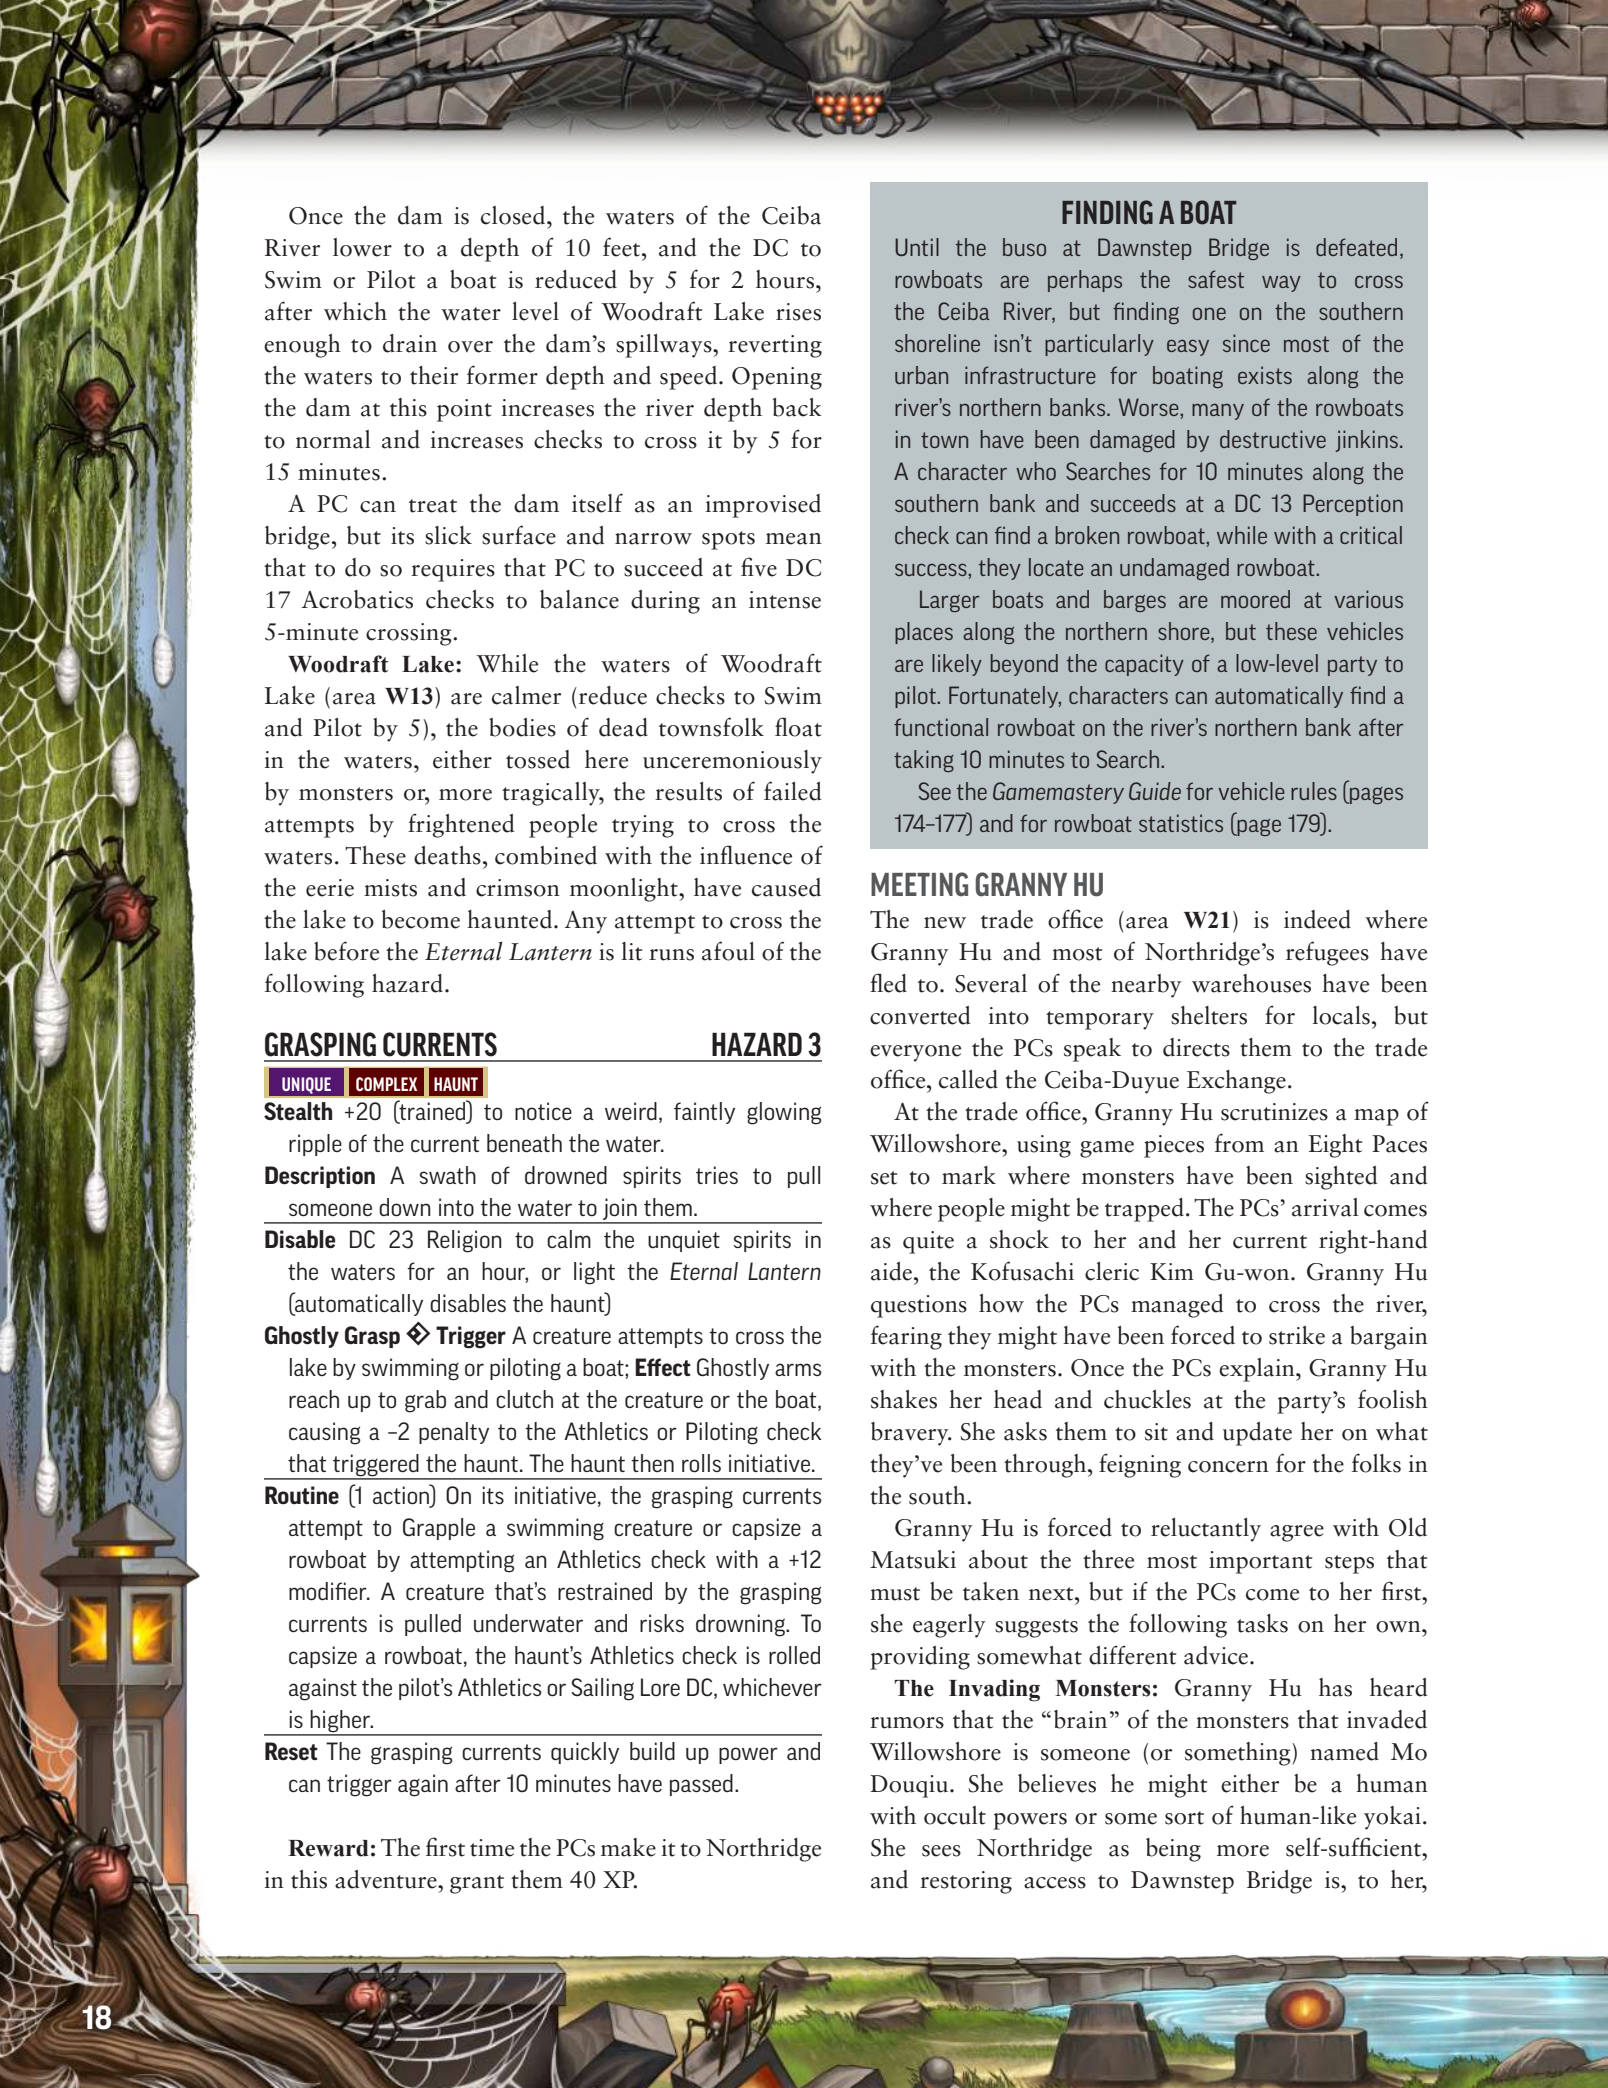 Once the dam is closed, the waters of the Ceiba
River lower to a depth of 10 feet, and the DC to
Swim or Pilot a boat is reduced by 5 for 2 hours,
after which the water level of Woodraft Lake rises
enough to drain over the dam's spillways, reverting
the waters to their former depth and speed. Opening
the dam at this point increases the river depth back
to normal and increases checks to cross it by 5 for
15 minutes.
A PC can treat the dam itself as an improvised
bridge, but its slick surface and narrow spots mean
that to do so requires that PC to succeed at five DC
17 Acrobatics checks to balance during an intense
5-minute crossing.
Woodraft Lake: While the waters of Woodraft
Lake (area W13) are calmer (reduce checks to Swim
and Pilot by 5), the bodies of dead townsfolk float
in the waters, either tossed here unceremoniously
by monsters or, more tragically, the results of failed
attempts by frightened people trying to cross the
waters. These deaths, combined with the influence of
the eerie mists and crimson moonlight, have caused
the lake to become haunted. Any attempt to cross the
lake before the Eternal Lantern is lit runs afoul of the
following hazard.
GRASPING CURRENTS HAZARD 3
UNIQUE COMPLEX HAUNT
Stealth +20 (trained) to notice a weird, faintly glowing
ripple of the current beneath the water.
Description A swath of drowned spirits tries to pull
someone down into the water to join them.
Disable DC 23 Religion to calm the unquiet spirits in
the waters for an hour, or light the Eternal Lantern
(automatically disables the haunt)
Ghostly Grasp Trigger A creature attempts to cross the
lake by swimming or piloting a boat; Effect Ghostly arms
reach up to grab and clutch at the creature or the boat,
causing a –2 penalty to the Athletics or Piloting check
that triggered the haunt. The haunt then rolls initiative.
Routine (1 action) On its initiative, the grasping currents
attempt to Grapple a swimming creature or capsize a
rowboat by attempting an Athletics check with a +12
modifier. A creature that's restrained by the grasping
currents is pulled underwater and risks drowning. To
capsize a rowboat, the haunt's Athletics check is rolled
against the pilot's Athletics or Sailing Lore DC, whichever
is higher.
Reset The grasping currents quickly build up power and
can trigger again after 10 minutes have passed.
Reward: The first time the PCs make it to Northridge
in this adventure, grant them 40 XP.
FINDING A BOAT
Until the buso at Dawnstep Bridge is defeated,
rowboats are perhaps the safest way to cross
the Ceiba River, but finding one on the southern
shoreline isn't particularly easy since most of the
urban infrastructure for boating exists along the
river's northern banks. Worse, many of the rowboats
in town have been damaged by destructive jinkins.
A character who Searches for 10 minutes along the
southern bank and succeeds at a DC 13 Perception
check can find a broken rowboat, while with a critical
success, they locate an undamaged rowboat.
Larger boats and barges are moored at various
places along the northern shore, but these vehicles
are likely beyond the capacity of a low-level party to
pilot. Fortunately, characters can automatically find a
functional rowboat on the river's northern bank after
taking 10 minutes to Search.
See the Gamemastery Guide for vehicle rules (pages
174–177) and for rowboat statistics (page 179).
MEETING GRANNY HU
The new trade office (area W21) is indeed where
Granny Hu and most of Northridge's refugees have
fled to. Several of the nearby warehouses have been
converted into temporary shelters for locals, but
everyone the PCs speak to directs them to the trade
office, called the Ceiba-Duyue Exchange.
At the trade office, Granny Hu scrutinizes a map of
Willowshore, using game pieces from an Eight Paces
set to mark where monsters have been sighted and
where people might be trapped. The PCs' arrival comes
as quite a shock to her and her current right-hand
aide, the Kofusachi cleric Kim Gu-won. Granny Hu
questions how the PCs managed to cross the river,
fearing they might have been forced to strike a bargain
with the monsters. Once the PCs explain, Granny Hu
shakes her head and chuckles at the party's foolish
bravery. She asks them to sit and update her on what
they've been through, feigning concern for the folks in
the south.
Granny Hu is forced to reluctantly agree with Old
Matsuki about the three most important steps that
must be taken next, but if the PCs come to her first,
she eagerly suggests the following tasks on her own,
providing somewhat different advice.
The Invading Monsters: Granny Hu has heard
rumors that the “brain” of the monsters that invaded
Willowshore is someone (or something) named Mo
Douqiu. She believes he might either be a human
with occult powers or some sort of human-like yokai.
She sees Northridge as being more self-sufficient,
and restoring access to Dawnstep Bridge is, to her,
18